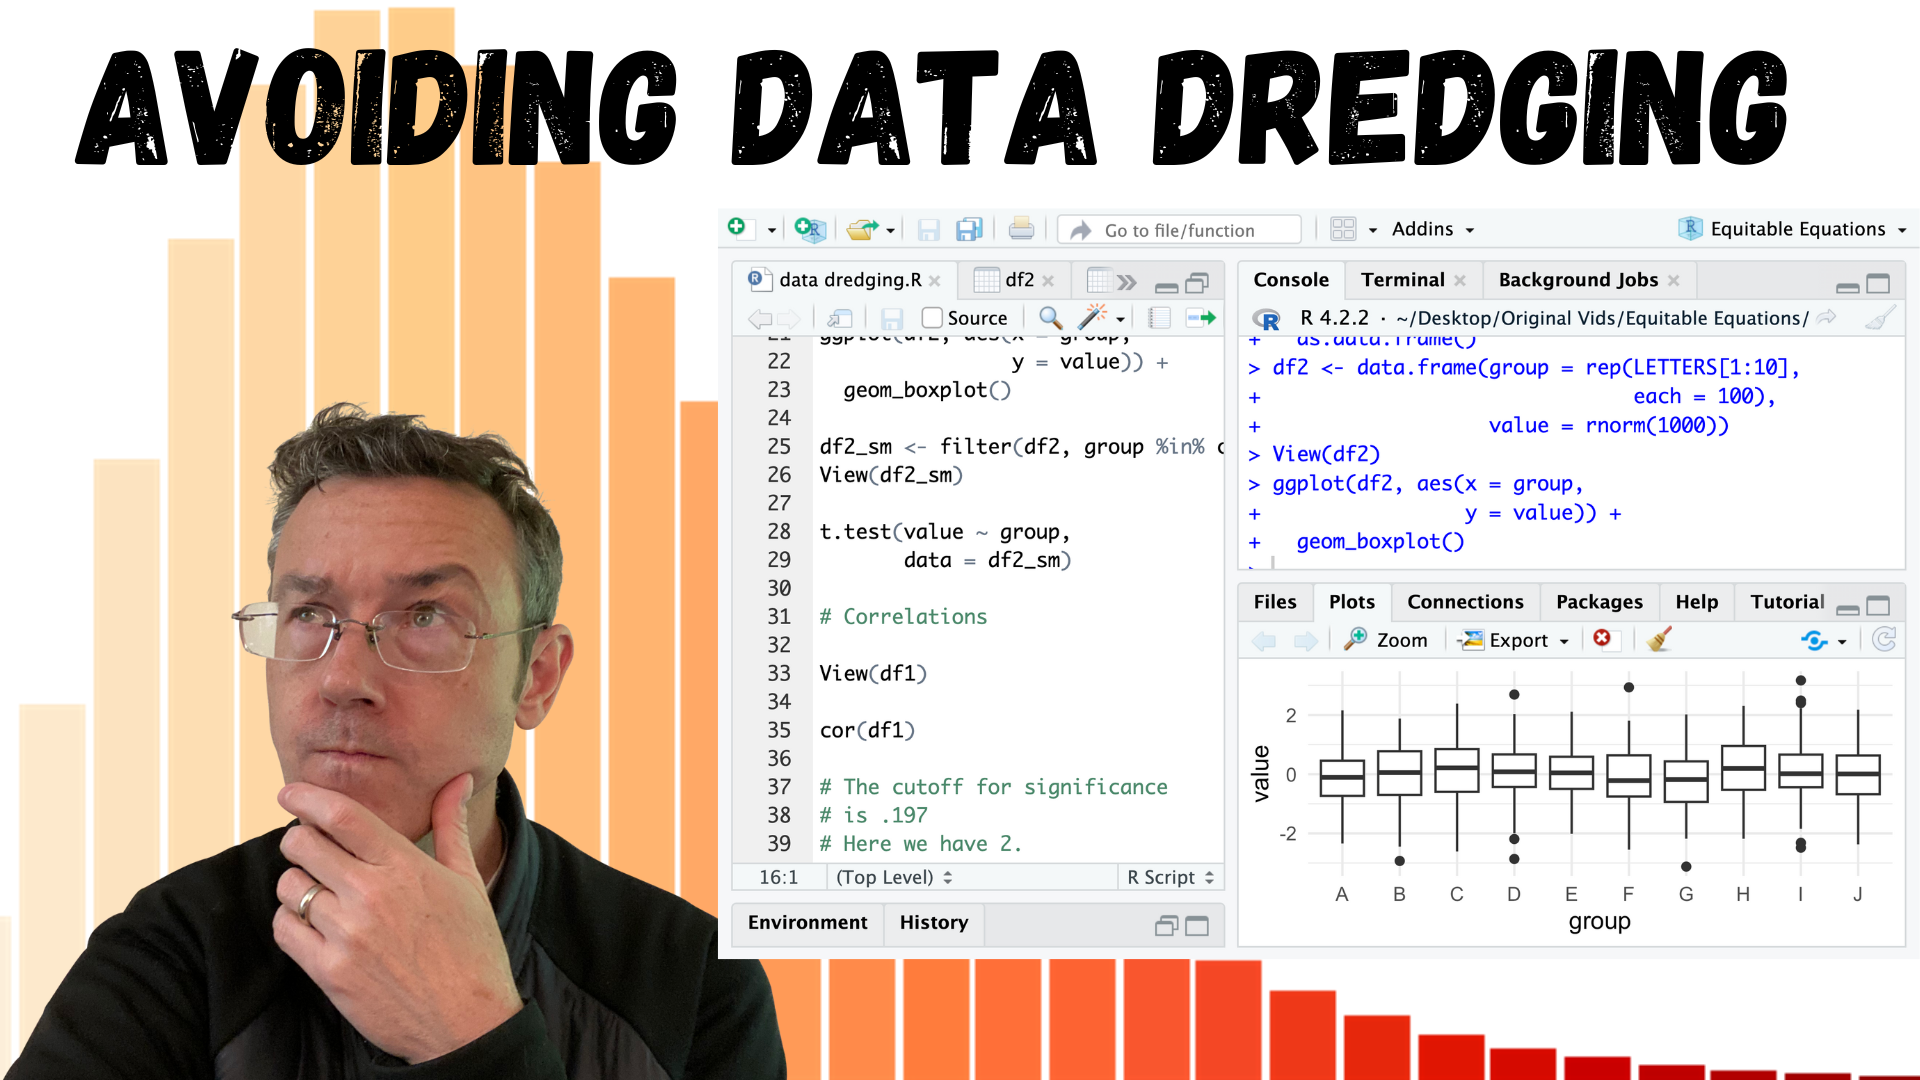 AVOIDING DATA DREDGING
Go to file/function
Addins
Equitable Equations
data dredging.R
df2
Source
ggplot(df2, aes(x = group,
22 y = value)) +
23 geom_boxplot()
24
25 df2_sm <- filter(df2, group %in% c
26 View(df2_sm)
27
28 t.test(value ~ group,
29 data = df2_sm)
30
31 # Correlations
32
33 View(df1)
34
35 cor(df1)
36
37 # The cutoff for significance
38 # is .197
39 # Here we have 2.
16:1 (Top Level) R Script
Environment History
Console Terminal Background Jobs
R 4.2.2 · ~/Desktop/Original Vids/Equitable Equations/
+ as.data.frame()
> df2 <- data.frame(group = rep(LETTERS[1:10],
+ each = 100),
+ value = rnorm(1000))
> View(df2)
> ggplot(df2, aes(x = group,
+ y = value)) +
+ geom_boxplot()
>
Files Plots Connections Packages Help Tutorial
Zoom Export
2
0
-2
value
A B C D E F G H I J
group